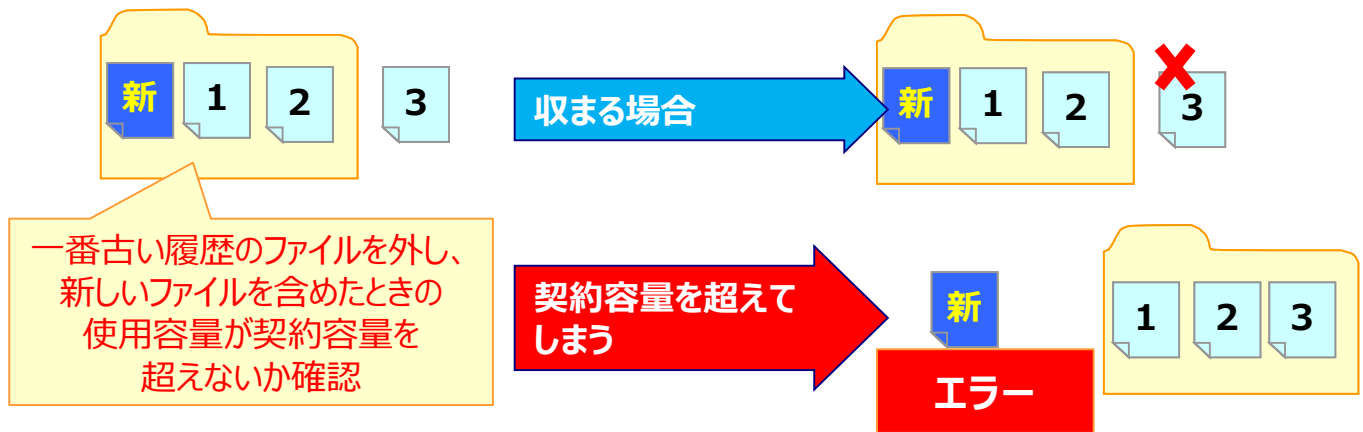 新
1
2
3
収まる場合
新
1
2
3
一番古い履歴のファイルを外し、
新しいファイルを含めたときの
使用容量が契約容量を
超えないか確認
契約容量を超えて
しまう
新
エラー
1
2
3